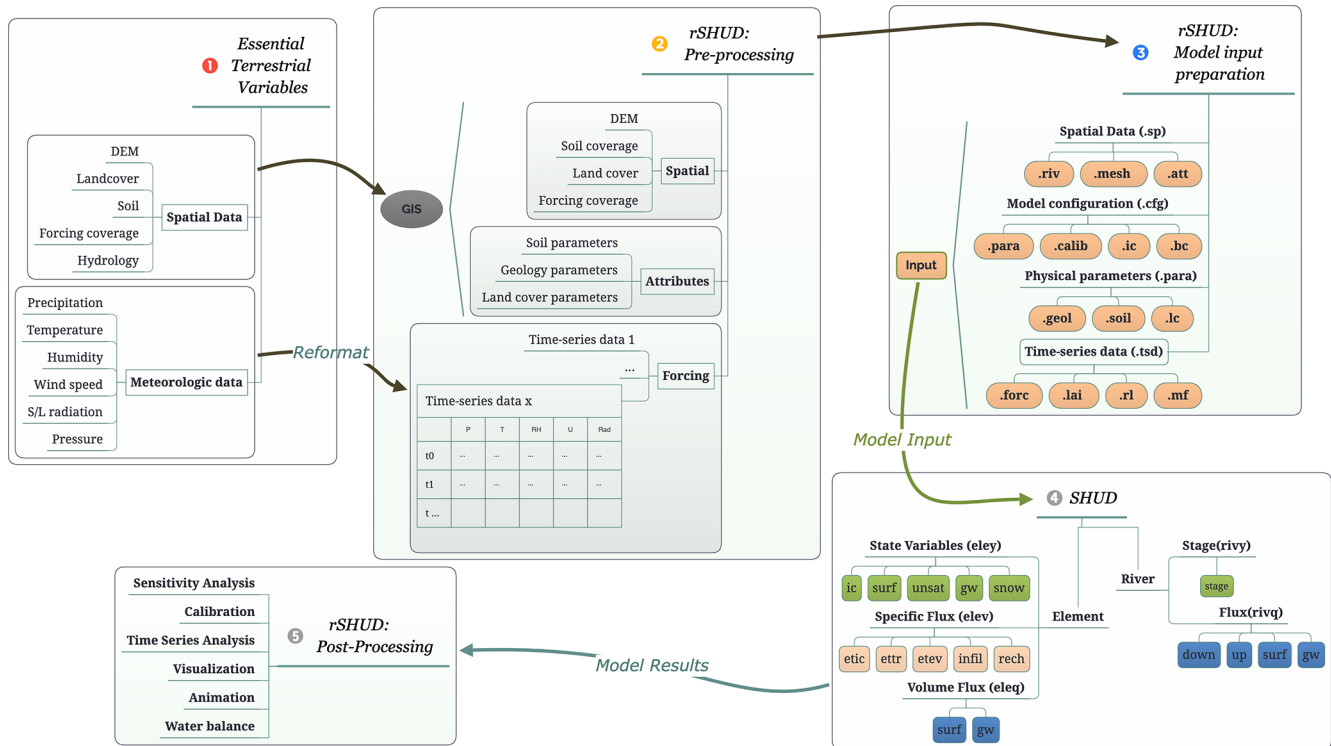 1
Essential
Terrestrial
Variables
DEM
Landcover
Soil
Forcing coverage
Hydrology
Spatial Data
Precipitation
Temperature
Humidity
Wind speed
S/L radiation
Pressure
Meteorologic data
Reformat
GIS
2
rSHUD:
Pre-processing
DEM
Soil coverage
Land cover
Forcing coverage
Spatial
Soil parameters
Geology parameters
Land cover parameters
Attributes
Time-series data 1
...
Forcing
Time-series data x
P T RH U Rad
t0 ... ... ... ... ...
t1 ... ... ... ... ...
t ...
3
rSHUD:
Model input
preparation
Input
Spatial Data (.sp)
.riv .mesh .att
Model configuration (.cfg)
.para .calib .ic .bc
Physical parameters (.para)
.geol .soil .lc
Time-series data (.tsd)
.forc .lai .rl .mf
Model Input
4 SHUD
State Variables (eley)
ic surf unsat gw snow
Specific Flux (elev)
etic ettr etev infil rech
Volume Flux (eleq)
surf gw
Element
River
Stage(rivy)
stage
Flux(rivq)
down up surf gw
Model Results
5
rSHUD:
Post-Processing
Sensitivity Analysis
Calibration
Time Series Analysis
Visualization
Animation
Water balance